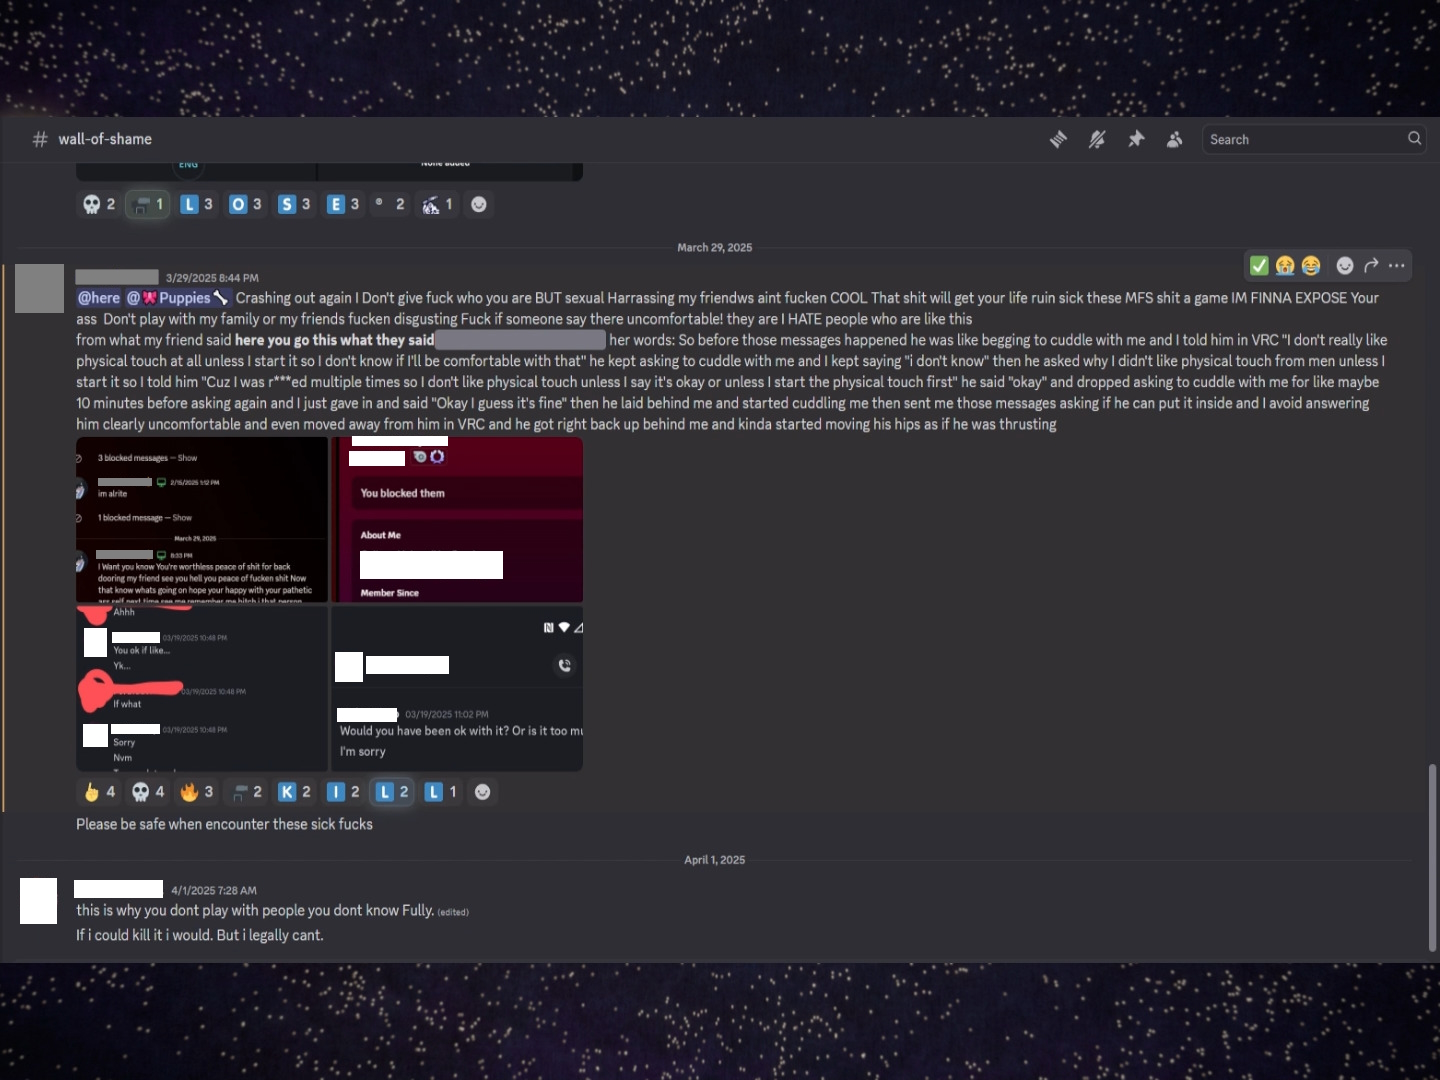 # wall-of-shame
Search
ENG
None added
2 1 L 3 O 3 S 3 E 3 2 1
March 29, 2025
3/29/2025 8:44 PM
@here @🎀Puppies🦴 Crashing out again I Don't give fuck who you are BUT sexual Harrassing my friendws aint fucken COOL That shit will get your life ruin sick these MFS shit a game IM FINNA EXPOSE Your
ass Don't play with my family or my friends fucken disgusting Fuck if someone say there uncomfortable! they are I HATE people who are like this
from what my friend said here you go this what they said her words: So before those messages happened he was like begging to cuddle with me and I told him in VRC "I don't really like
physical touch at all unless I start it so I don't know if I'll be comfortable with that" he kept asking to cuddle with me and I kept saying "i don't know" then he asked why I didn't like physical touch from men unless I
start it so I told him "Cuz I was r***ed multiple times so I don't like physical touch unless I say it's okay or unless I start the physical touch first" he said "okay" and dropped asking to cuddle with me for like maybe
10 minutes before asking again and I just gave in and said "Okay I guess it's fine" then he laid behind me and started cuddling me then sent me those messages asking if he can put it inside and I avoid answering
him clearly uncomfortable and even moved away from him in VRC and he got right back up behind me and kinda started moving his hips as if he was thrusting
3 blocked messages — Show
2/15/2025 1:12 PM
im alrite
1 blocked message — Show
March 29, 2025
8:33 PM
I Want you know You're worthless peace of shit for back
dooring my friend see you hell you peace of fucken shit Now
that know whats going on hope your happy with your pathetic
You blocked them
About Me
Member Since
Ahhh
03/19/2025 10:48 PM
You ok if like...
Yk...
03/19/2025 10:48 PM
If what
03/19/2025 10:48 PM
Sorry
Nvm
03/19/2025 11:02 PM
Would you have been ok with it? Or is it too mu
I'm sorry
4 4 3 2 K 2 I 2 L 2 L 1
Please be safe when encounter these sick fucks
April 1, 2025
4/1/2025 7:28 AM
this is why you dont play with people you dont know Fully. (edited)
If i could kill it i would. But i legally cant.